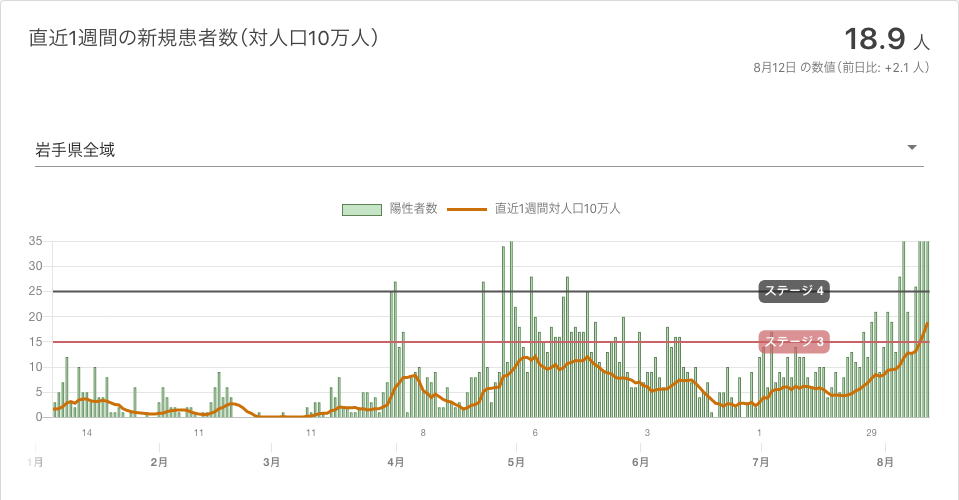 直近1週間の新規患者数（対人口10万人）
18.9 人
8月12日 の数値（前日比: +2.1 人）
岩手県全域
陽性者数 直近1週間対人口10万人
35
30
25
20
15
10
5
0
ステージ 4
ステージ 3
14 11 11 8 6 3 1 29
1月 2月 3月 4月 5月 6月 7月 8月